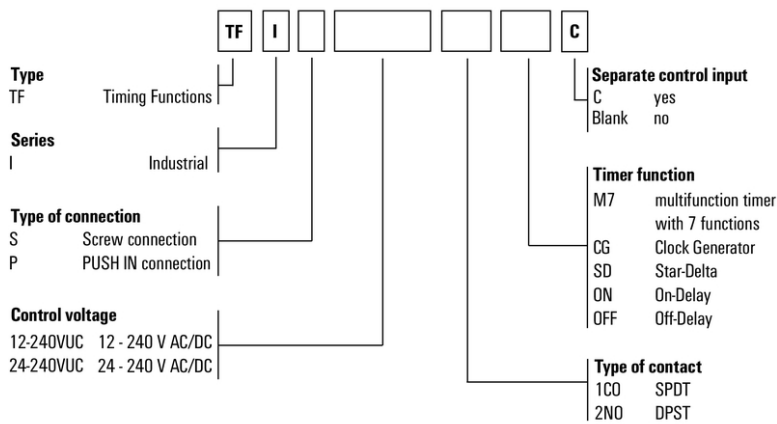 TF I C
Type
TF Timing Functions
Series
I Industrial
Type of connection
S Screw connection
P PUSH IN connection
Control voltage
12-240VUC 12 - 240 V AC/DC
24-240VUC 24 - 240 V AC/DC
Separate control input
C yes
Blank no
Timer function
M7 multifunction timer
with 7 functions
CG Clock Generator
SD Star-Delta
ON On-Delay
OFF Off-Delay
Type of contact
1CO SPDT
2NO DPST